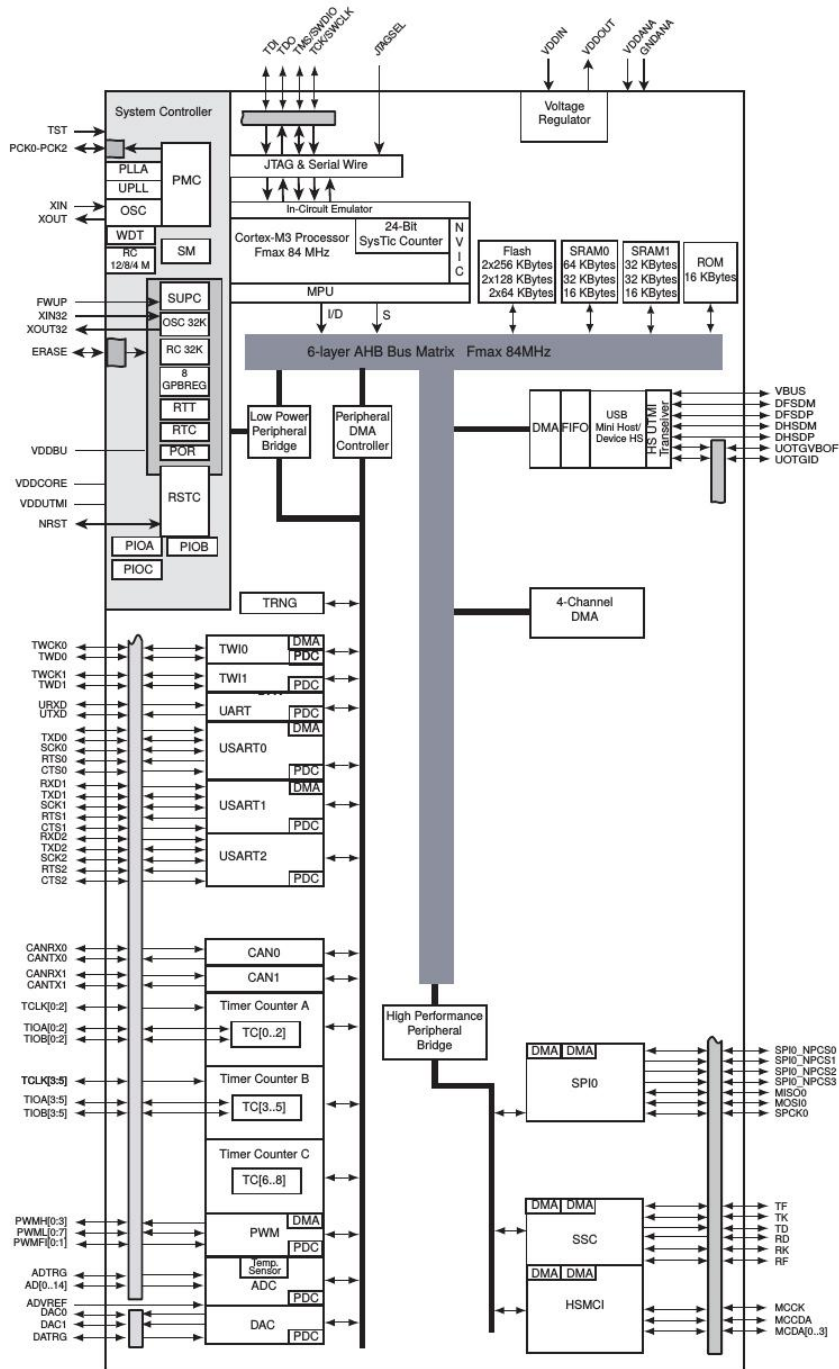 TDI
TDO
TMS/SWDIO
TCK/SWCLK
JTAGSEL
VDDIN
VDDOUT
VDDANA
GNDANA
System Controller
Voltage
Regulator
TST
PCK0-PCK2
PLLA
UPLL
PMC
XIN
XOUT
OSC
WDT
RC
12/8/4 M
SM
JTAG & Serial Wire
In-Circuit Emulator
Cortex-M3 Processor
Fmax 84 MHz
24-Bit
SysTic Counter
N
V
I
C
MPU
I/D
S
Flash
2x256 KBytes
2x128 KBytes
2x64 KBytes
SRAM0
64 KBytes
32 KBytes
16 KBytes
SRAM1
32 KBytes
32 KBytes
16 KBytes
ROM
16 KBytes
FWUP
XIN32
XOUT32
ERASE
SUPC
OSC 32K
RC 32K
8
GPBREG
RTT
RTC
POR
VDDBU
VDDCORE
VDDUTMI
NRST
RSTC
PIOA
PIOB
PIOC
6-layer AHB Bus Matrix Fmax 84MHz
Low Power
Peripheral
Bridge
Peripheral
DMA
Controller
DMA
FIFO
USB
Mini Host/
Device HS
HS UTMI
Transeiver
VBUS
DFSDM
DFSDP
DHSDM
DHSDP
UOTGVBOF
UOTGID
TRNG
4-Channel
DMA
TWCK0
TWD0
TWI0
DMA
PDC
TWCK1
TWD1
TWI1
PDC
URXD
UTXD
UART
PDC
TXD0
SCK0
RTS0
CTS0
USART0
DMA
PDC
RXD1
TXD1
SCK1
RTS1
CTS1
USART1
DMA
PDC
RXD2
TXD2
SCK2
RTS2
CTS2
USART2
PDC
CANRX0
CANTX0
CAN0
CANRX1
CANTX1
CAN1
TCLK[0:2]
TIOA[0:2]
TIOB[0:2]
Timer Counter A
TC[0..2]
TCLK[3:5]
TIOA[3:5]
TIOB[3:5]
Timer Counter B
TC[3..5]
Timer Counter C
TC[6..8]
High Performance
Peripheral
Bridge
DMA
DMA
SPI0
SPI0_NPCS0
SPI0_NPCS1
SPI0_NPCS2
SPI0_NPCS3
MISO0
MOSI0
SPCK0
PWMH[0:3]
PWML[0:7]
PWMFI[0:1]
PWM
DMA
PDC
DMA
DMA
SSC
TF
TK
TD
RD
RK
RF
ADTRG
AD[0..14]
Temp.
Sensor
ADC
PDC
DMA
DMA
HSMCI
MCCK
MCCDA
MCDA[0..3]
ADVREF
DAC0
DAC1
DATRG
DAC
PDC